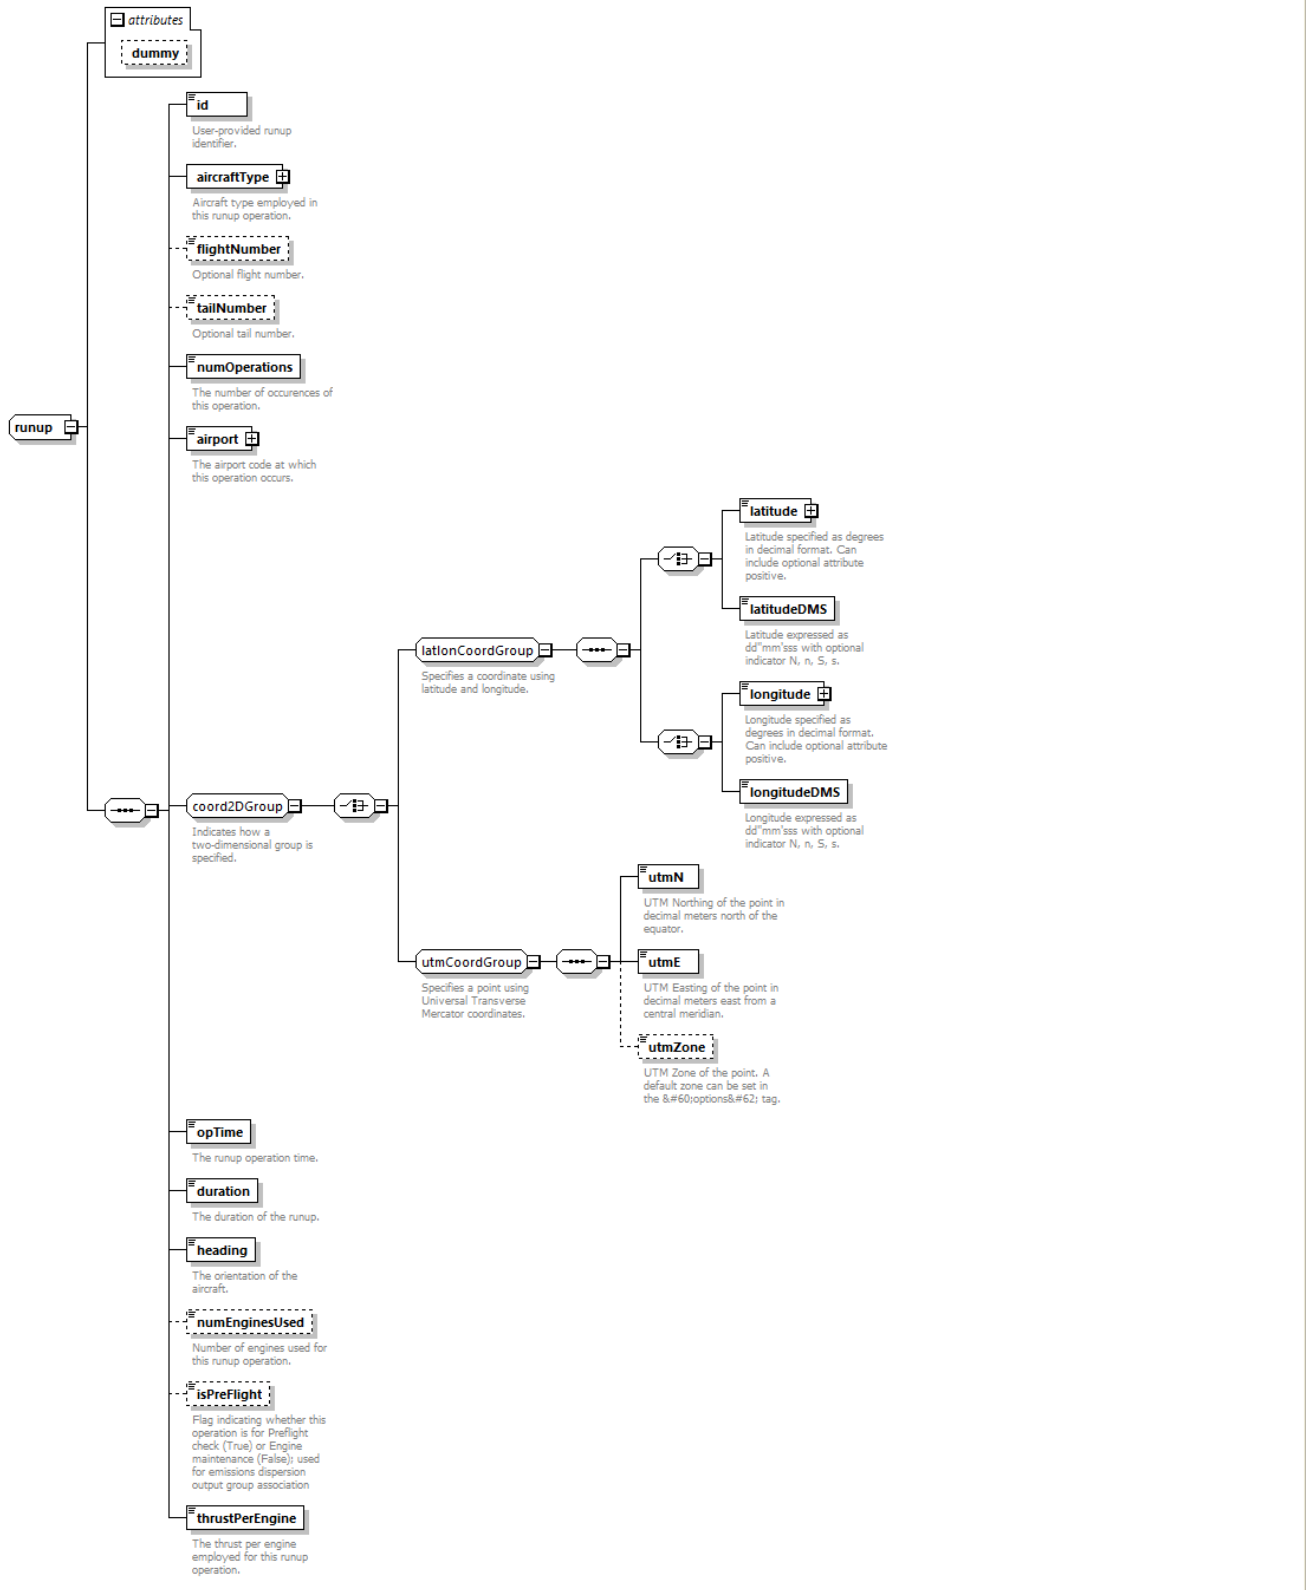 attributes
dummy
id
User-provided runup
identifier.
aircraftType
Aircraft type employed in
this runup operation.
flightNumber
Optional flight number.
tailNumber
Optional tail number.
numOperations
The number of occurences of
this operation.
runup
airport
The airport code at which
this operation occurs.
latitude
Latitude specified as degrees
in decimal format. Can
include optional attribute
positive.
latitudeDMS
Latitude expressed as
dd"mm'sss with optional
indicator N, n, S, s.
latlonCoordGroup
Specifies a coordinate using
latitude and longitude.
longitude
Longitude specified as
degrees in decimal format.
Can include optional attribute
positive.
longitudeDMS
Longitude expressed as
dd"mm'sss with optional
indicator N, n, S, s.
coord2DGroup
Indicates how a
two-dimensional group is
specified.
utmN
UTM Northing of the point in
decimal meters north of the
equator.
utmCoordGroup
Specifies a point using
Universal Transverse
Mercator coordinates.
utmE
UTM Easting of the point in
decimal meters east from a
central meridian.
utmZone
UTM Zone of the point. A
default zone can be set in
the &#60;options&#62; tag.
opTime
The runup operation time.
duration
The duration of the runup.
heading
The orientation of the
aircraft.
numEnginesUsed
Number of engines used for
this runup operation.
isPreFlight
Flag indicating whether this
operation is for Preflight
check (True) or Engine
maintenance (False); used
for emissions dispersion
output group association
thrustPerEngine
The thrust per engine
employed for this runup
operation.